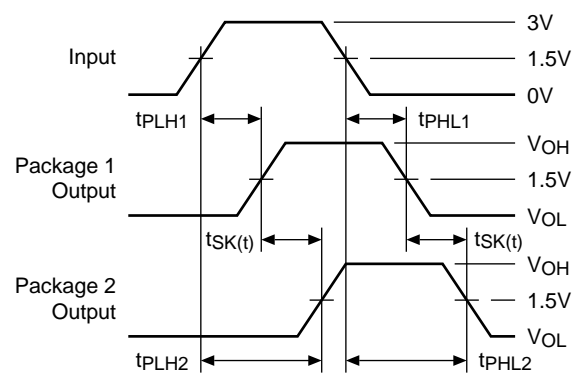 3V
Input
1.5V
0V
tPLH1
tPHL1
Package 1
Output
VOH
1.5V
VOL
tSK(t)
tSK(t)
Package 2
Output
VOH
1.5V
VOL
tPLH2
tPHL2